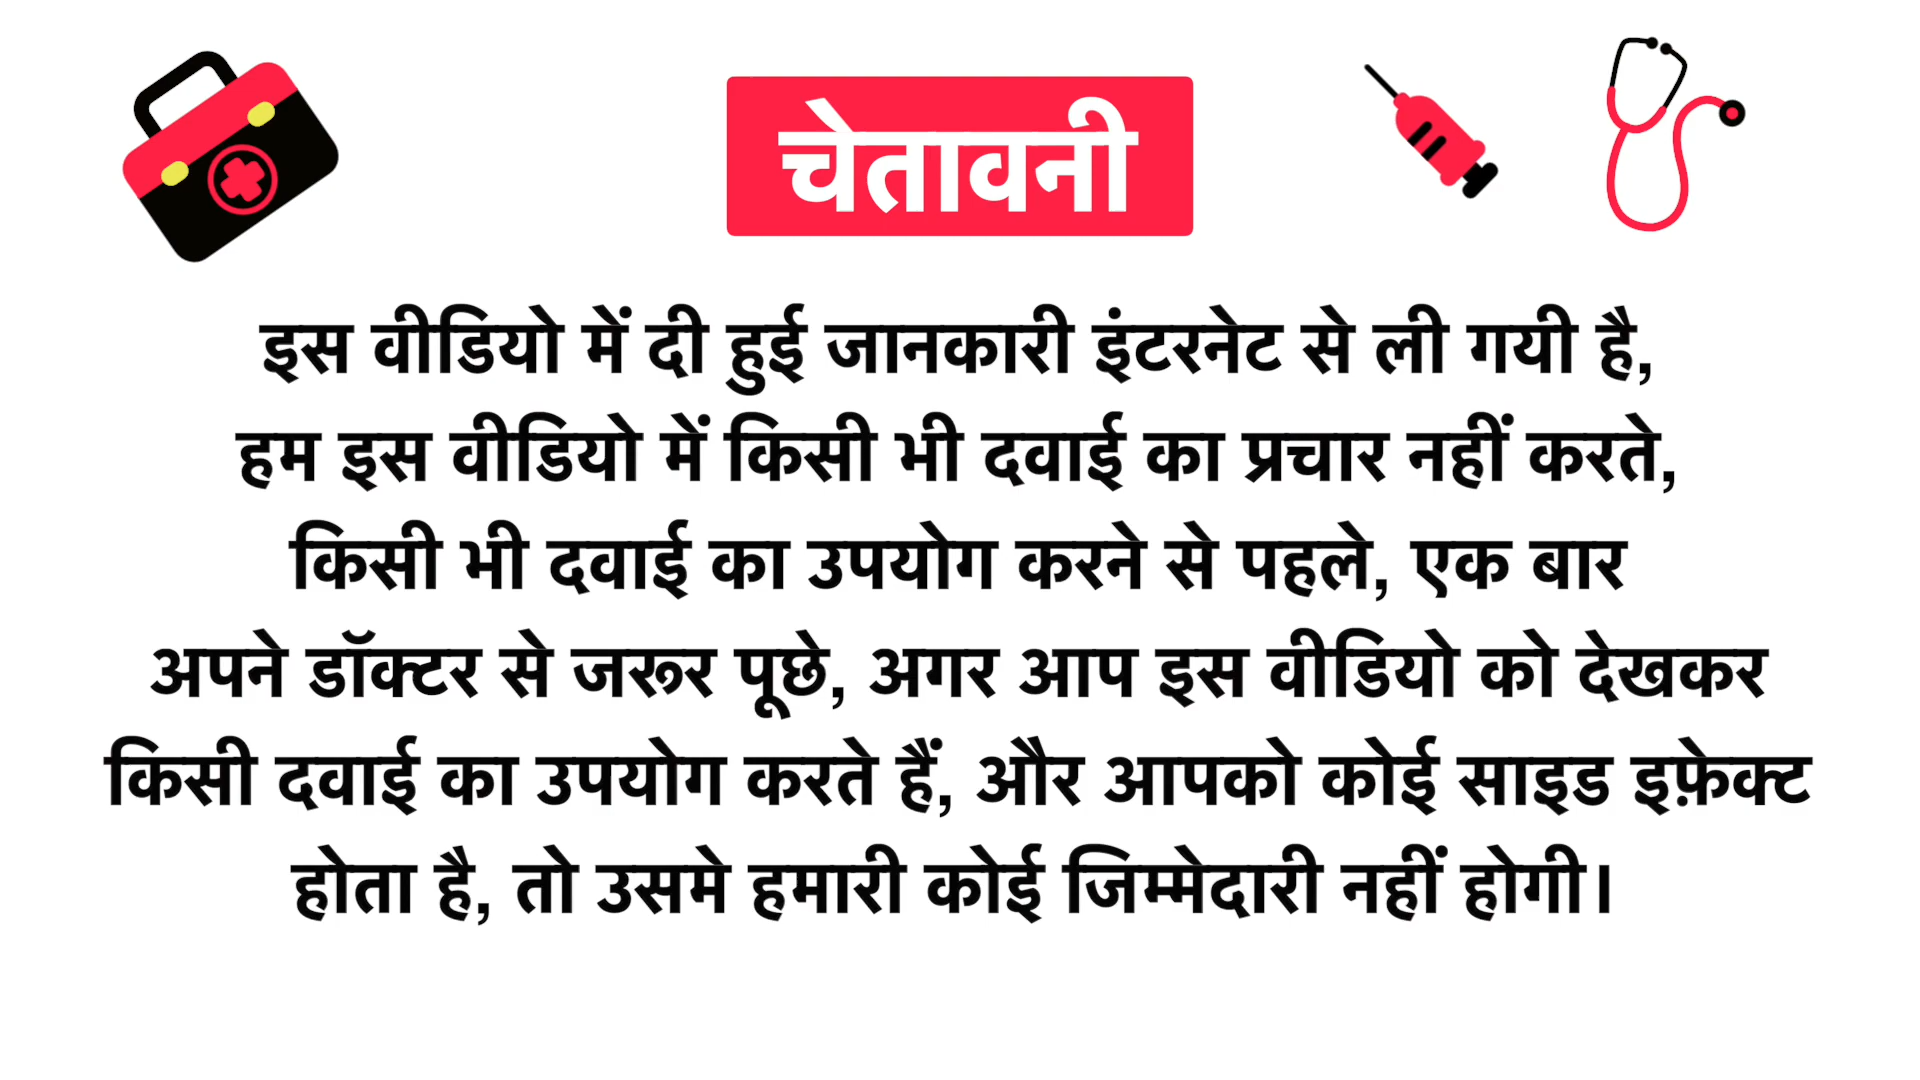 चेतावनी
इस वीडियो में दी हुई जानकारी इंटरनेट से ली गयी है,
हम इस वीडियो में किसी भी दवाई का प्रचार नहीं करते,
किसी भी दवाई का उपयोग करने से पहले, एक बार
अपने डॉक्टर से जरूर पूछे, अगर आप इस वीडियो को देखकर
किसी दवाई का उपयोग करते हैं, और आपको कोई साइड इफ़ेक्ट
होता है, तो उसमे हमारी कोई जिम्मेदारी नहीं होगी।